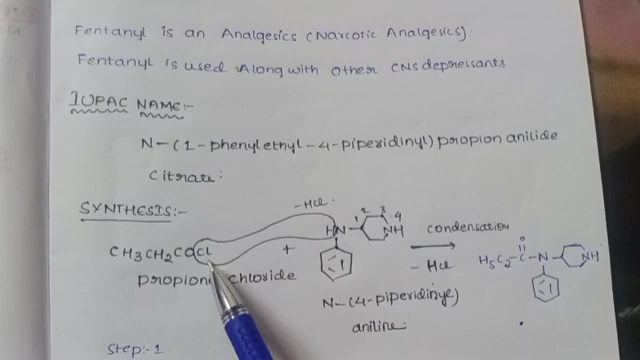 Fentanyl is an Analgesics (Narcotic Analgesics)
Fentanyl is used Along with other CNS depressants
IUPAC NAME:-
N-(1-phenylethyl-4-piperidinyl) propion anilide
citrate:
SYNTHESIS:-
-HCl
CH3CH2COCl + HN 1 2 3 4 NH condensation -HCl H5C2-C-N NH
O
chloride
N-(4-piperidinye)
aniline:
Step:-1